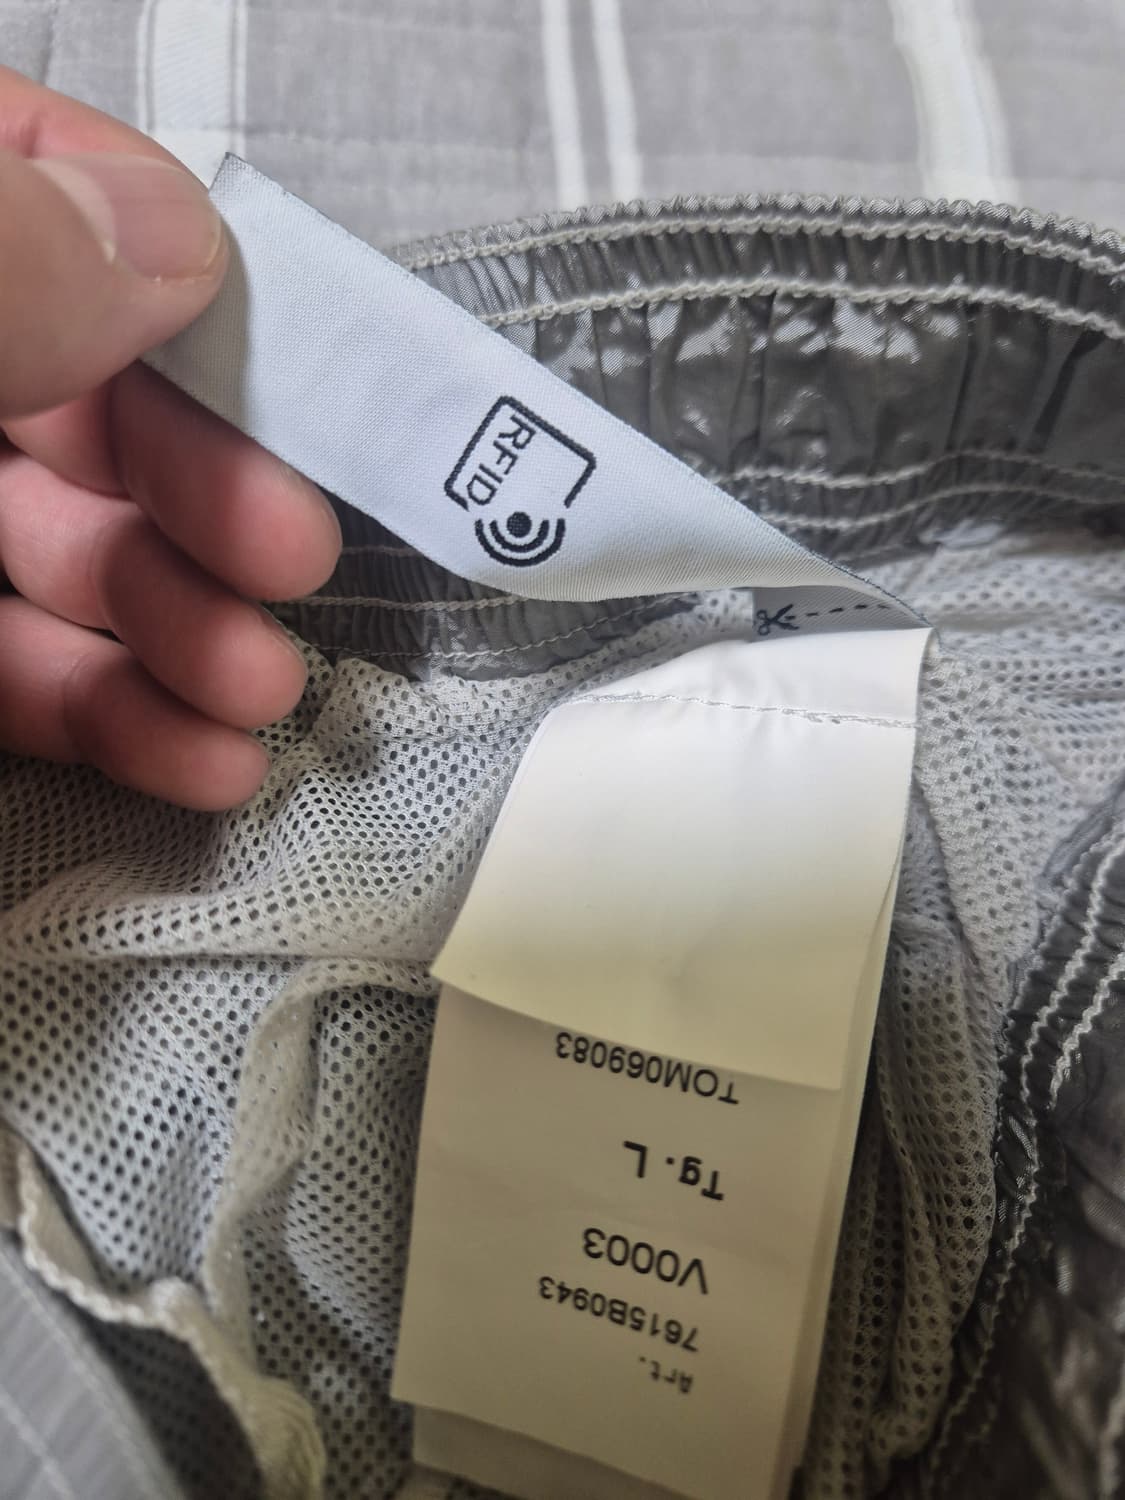 RFID
Art.
7615B0943
V0003
Tg. L
TOM069083